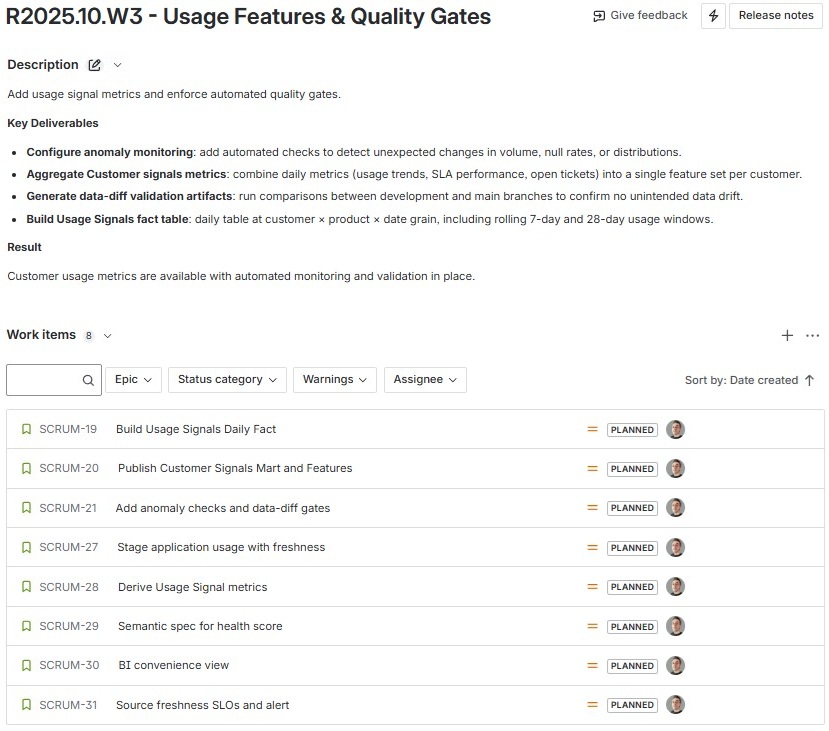 R2025.10.W3 - Usage Features & Quality Gates
Give feedback
Release notes
Description
Add usage signal metrics and enforce automated quality gates.
Key Deliverables
• Configure anomaly monitoring: add automated checks to detect unexpected changes in volume, null rates, or distributions.
• Aggregate Customer signals metrics: combine daily metrics (usage trends, SLA performance, open tickets) into a single feature set per customer.
• Generate data-diff validation artifacts: run comparisons between development and main branches to confirm no unintended data drift.
• Build Usage Signals fact table: daily table at customer × product × date grain, including rolling 7-day and 28-day usage windows.
Result
Customer usage metrics are available with automated monitoring and validation in place.
Work items 8
Epic Status category Warnings Assignee Sort by: Date created
SCRUM-19 Build Usage Signals Daily Fact PLANNED
SCRUM-20 Publish Customer Signals Mart and Features PLANNED
SCRUM-21 Add anomaly checks and data-diff gates PLANNED
SCRUM-27 Stage application usage with freshness PLANNED
SCRUM-28 Derive Usage Signal metrics PLANNED
SCRUM-29 Semantic spec for health score PLANNED
SCRUM-30 BI convenience view PLANNED
SCRUM-31 Source freshness SLOs and alert PLANNED